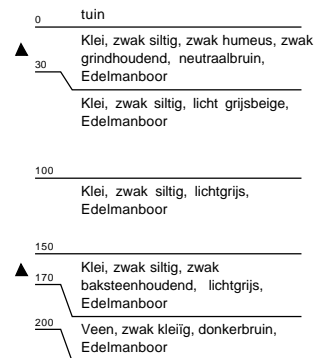 0 tuin
Klei, zwak siltig, zwak humeus, zwak
grindhoudend, neutraalbruin,
Edelmanboor
30
Klei, zwak siltig, licht grijsbeige,
Edelmanboor
100
Klei, zwak siltig, lichtgrijs,
Edelmanboor
150
Klei, zwak siltig, zwak
baksteenhoudend, lichtgrijs,
Edelmanboor
170
Veen, zwak kleiïg, donkerbruin,
Edelmanboor
200